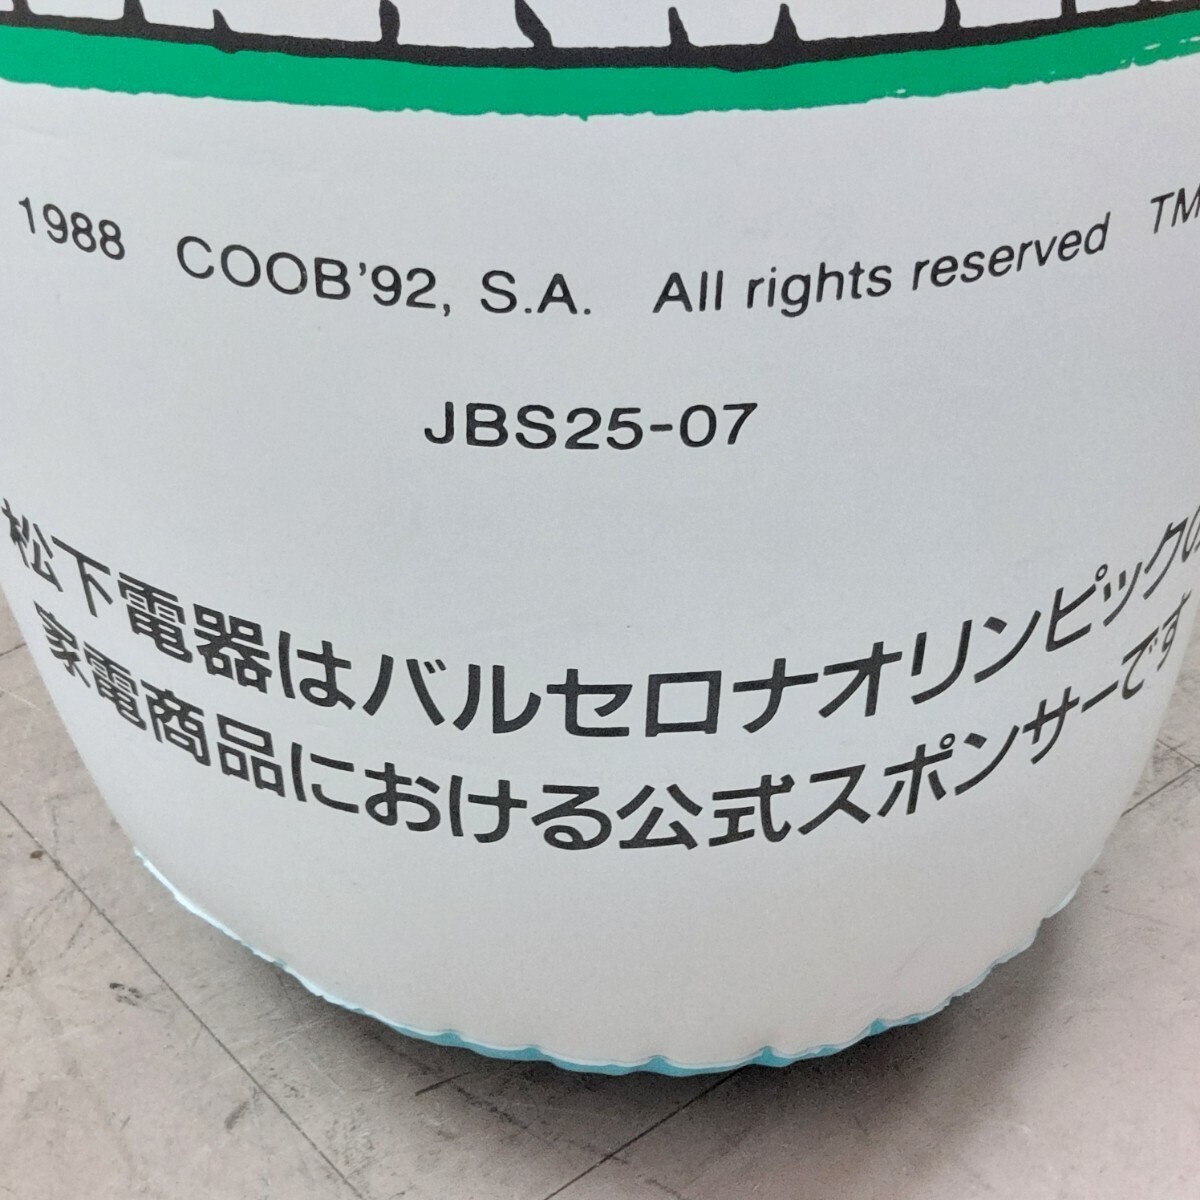 1988 COOB'92, S.A. All rights reserved TM
JBS25-07
松下電器はバルセロナオリンピックの
家電商品における公式スポンサーです